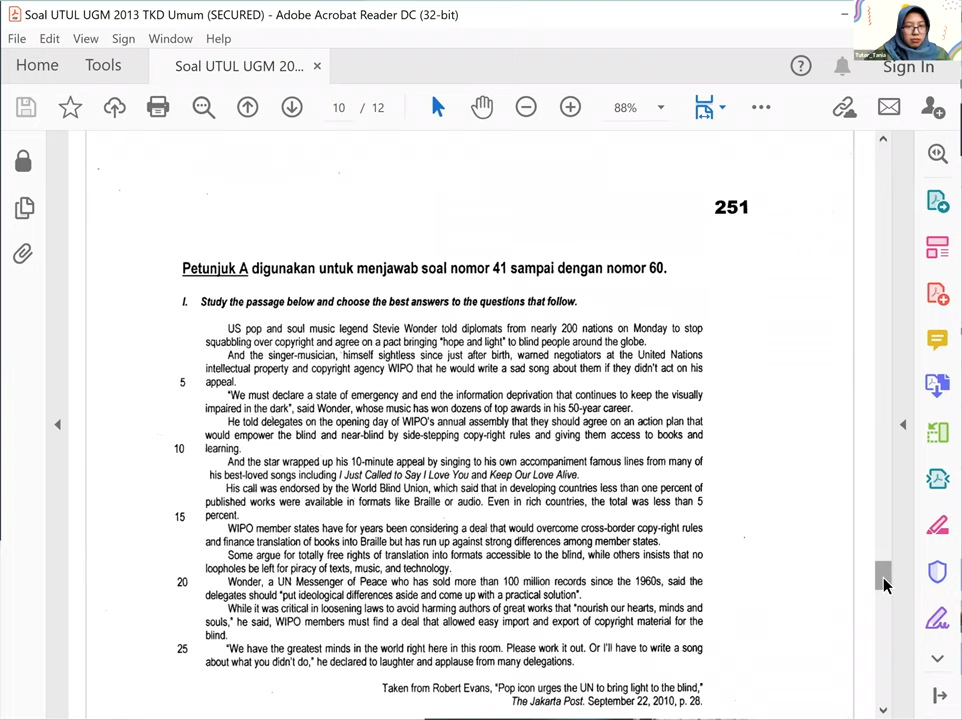 Soal UTUL UGM 2013 TKD Umum (SECURED) - Adobe Acrobat Reader DC (32-bit)
File Edit View Sign Window Help
Tutor_Tania
Home Tools Soal UTUL UGM 20... × Sign In
10 / 12 88%
251
Petunjuk A digunakan untuk menjawab soal nomor 41 sampai dengan nomor 60.
I. Study the passage below and choose the best answers to the questions that follow.
US pop and soul music legend Stevie Wonder told diplomats from nearly 200 nations on Monday to stop
squabbling over copyright and agree on a pact bringing "hope and light" to blind people around the globe.
And the singer-musician, himself sightless since just after birth, warned negotiators at the United Nations
intellectual property and copyright agency WIPO that he would write a sad song about them if they didn't act on his
5 appeal.
"We must declare a state of emergency and end the information deprivation that continues to keep the visually
impaired in the dark", said Wonder, whose music has won dozens of top awards in his 50-year career.
He told delegates on the opening day of WIPO's annual assembly that they should agree on an action plan that
would empower the blind and near-blind by side-stepping copy-right rules and giving them access to books and
10 learning.
And the star wrapped up his 10-minute appeal by singing to his own accompaniment famous lines from many of
his best-loved songs including I Just Called to Say I Love You and Keep Our Love Alive.
His call was endorsed by the World Blind Union, which said that in developing countries less than one percent of
published works were available in formats like Braille or audio. Even in rich countries, the total was less than 5
15 percent.
WIPO member states have for years been considering a deal that would overcome cross-border copy-right rules
and finance translation of books into Braille but has run up against strong differences among member states.
Some argue for totally free rights of translation into formats accessible to the blind, while others insists that no
loopholes be left for piracy of texts, music, and technology.
20 Wonder, a UN Messenger of Peace who has sold more than 100 million records since the 1960s, said the
delegates should "put ideological differences aside and come up with a practical solution".
While it was critical in loosening laws to avoid harming authors of great works that "nourish our hearts, minds and
souls," he said, WIPO members must find a deal that allowed easy import and export of copyright material for the
blind.
25 "We have the greatest minds in the world right here in this room. Please work it out. Or I'll have to write a song
about what you didn't do," he declared to laughter and applause from many delegations.
Taken from Robert Evans, "Pop icon urges the UN to bring light to the blind,"
The Jakarta Post. September 22, 2010, p. 28.